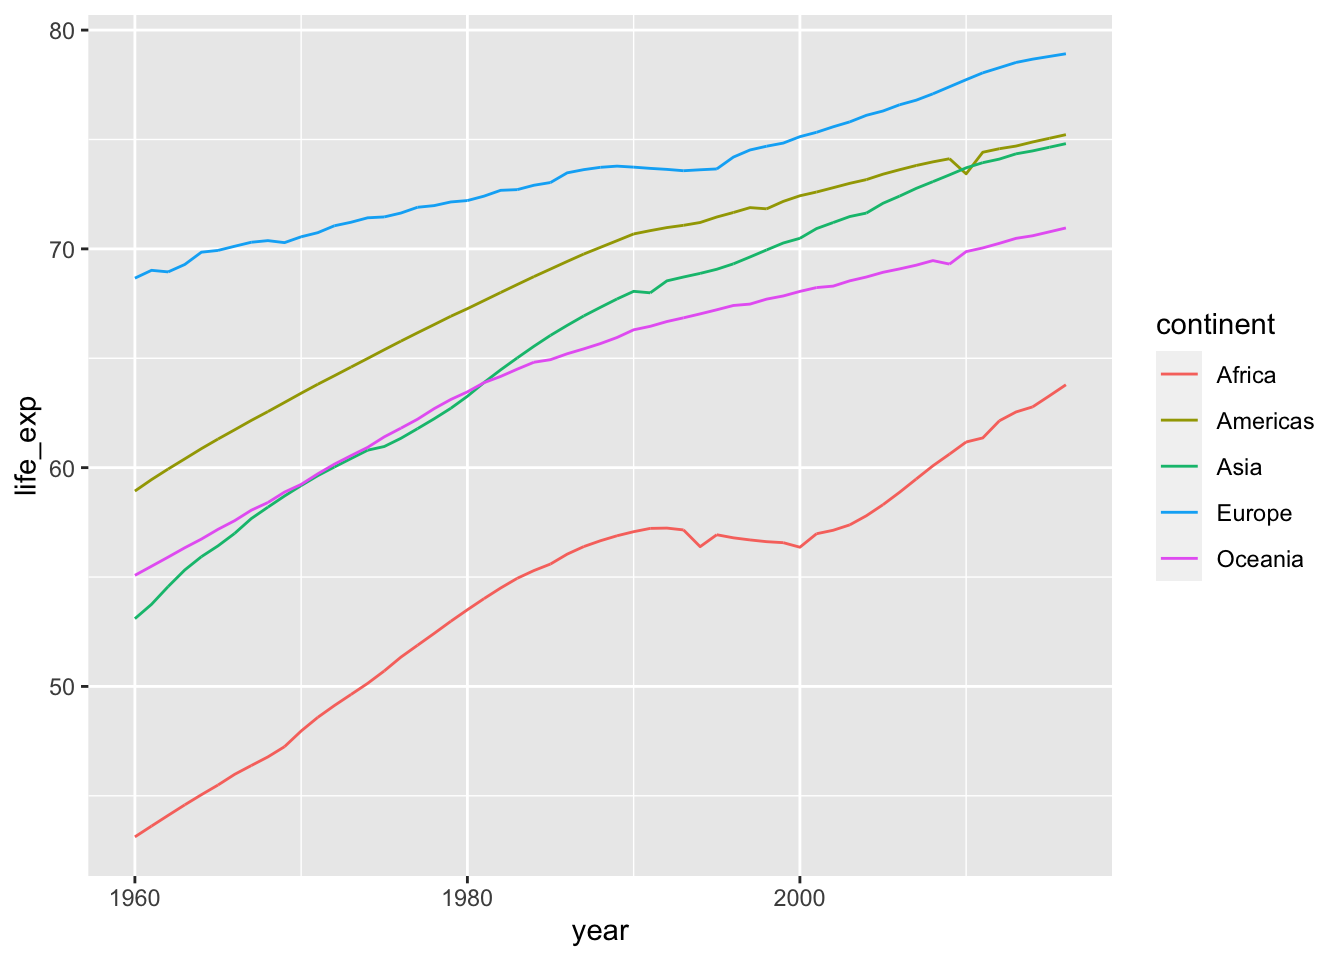 80
70
60
50
life_exp
1960
1980
2000
year
continent
Africa
Americas
Asia
Europe
Oceania